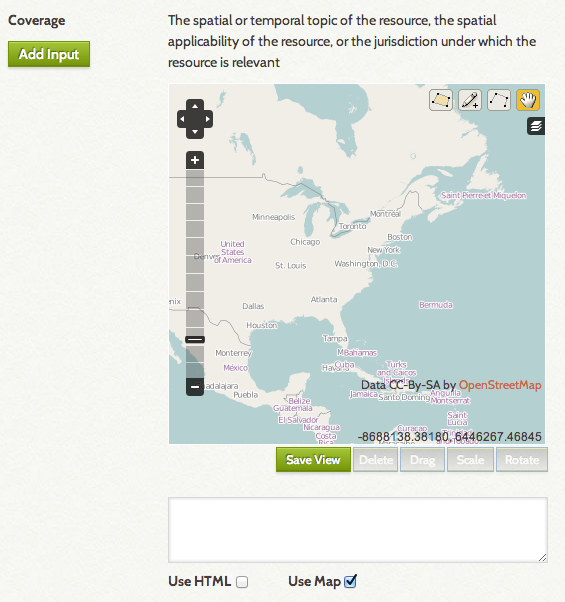 Coverage
Add Input
The spatial or temporal topic of the resource, the spatial
applicability of the resource, or the jurisdiction under which the
resource is relevant
Saint Pierre et Miquelon
Minneapolis
Montréal
Toronto
Boston
Chicago
United
States
of America
Denver
New York
St. Louis
Washington, D.C.
Atlanta
Bermuda
Dallas
Houston
Tampa
Monterrey
Bahamas
México
Cuba
Turks
and Caicos
Islands
Data CC-By-SA by OpenStreetMap
Puebla
Jamaica
Santo Domingo
Anguilla
Montserrat
Belize
Guatemala
El Salvador
Nicaragua
Saint
Lucia
Costa
Rica
Curaçao
-8688138.38180, 6446267.46845
Save View
Delete
Drag
Scale
Rotate
Use HTML
Use Map